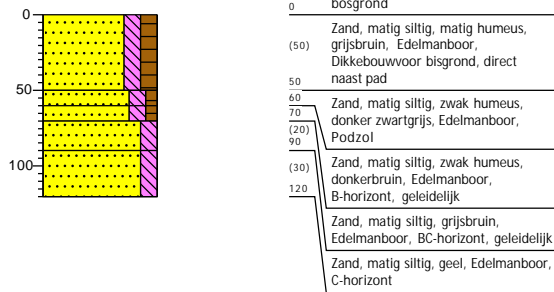 0
50
100
0
bosgrond
(50)
Zand, matig siltig, matig humeus,
grijsbruin, Edelmanboor,
Dikkebouwvoor bisgrond, direct
naast pad
50
60
Zand, matig siltig, zwak humeus,
donker zwartgrijs, Edelmanboor,
Podzol
70
(20)
90
Zand, matig siltig, zwak humeus,
donkerbruin, Edelmanboor,
B-horizont, geleidelijk
(30)
120
Zand, matig siltig, grijsbruin,
Edelmanboor, BC-horizont, geleidelijk
Zand, matig siltig, geel, Edelmanboor,
C-horizont